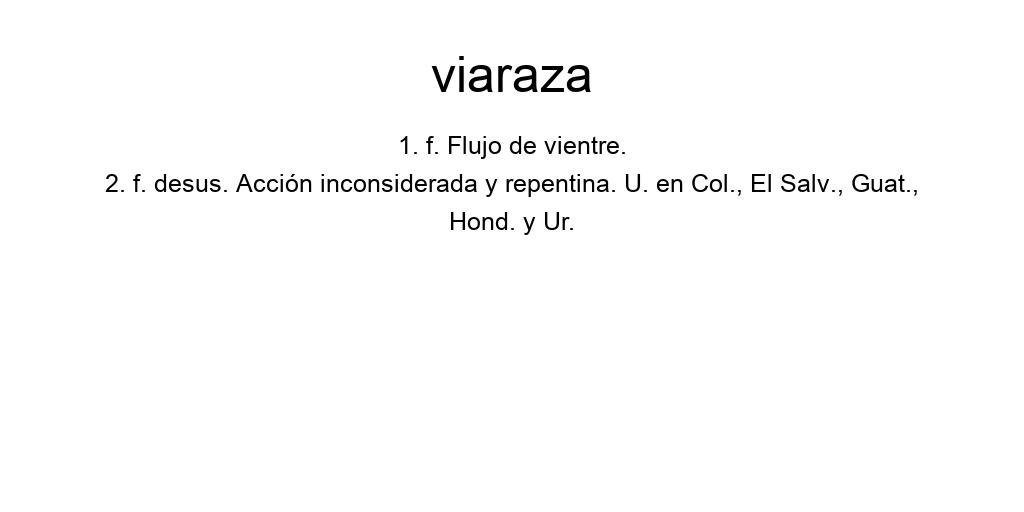 viaraza
1. f. Flujo de vientre.
2. f. desus. Acción inconsiderada y repentina. U. en Col., El Salv., Guat.,
Hond. y Ur.